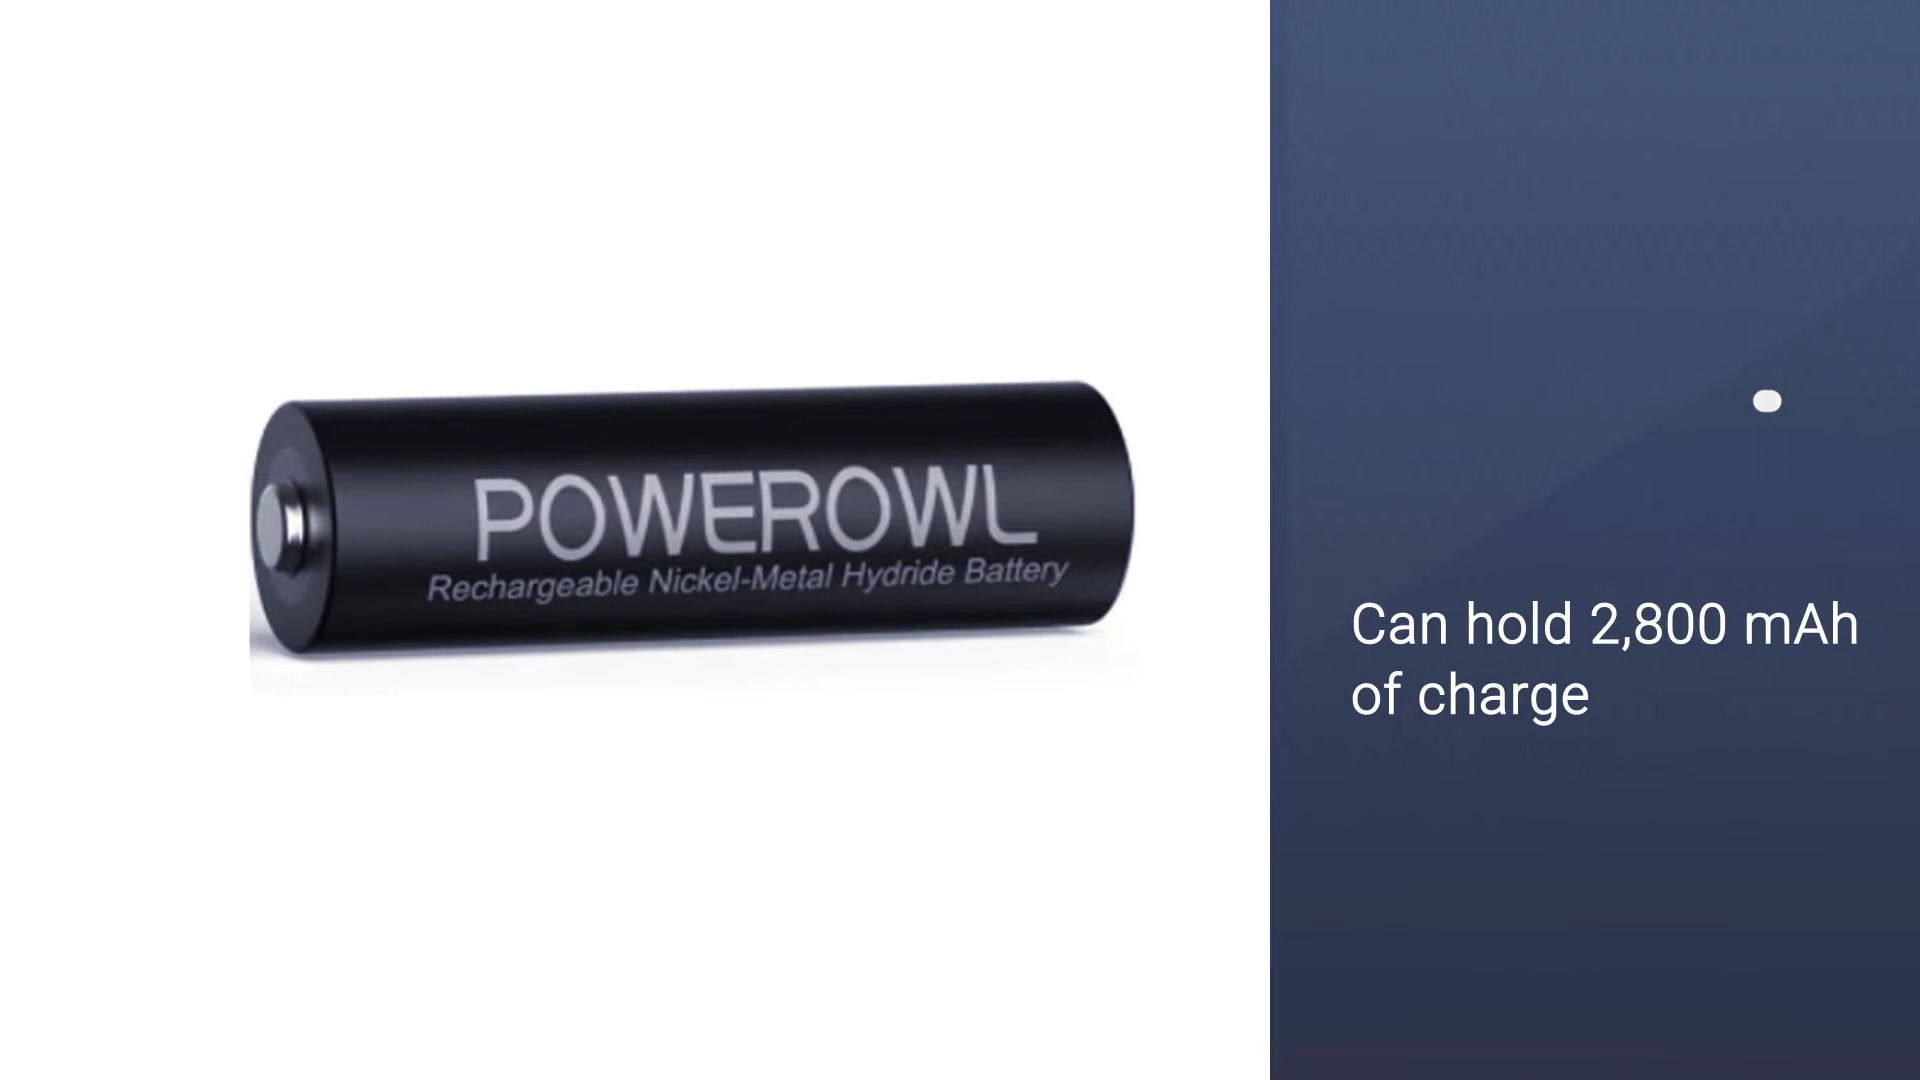 POWEROWL
Rechargeable Nickel-Metal Hydride Battery
Can hold 2,800 mAh
of charge